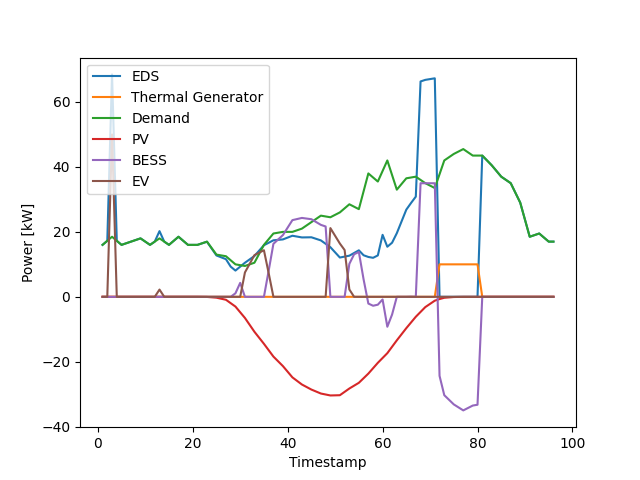 EDS
Thermal Generator
Demand
PV
BESS
EV
60
40
20
0
−20
−40
Power [kW]
0 20 40 60 80 100
Timestamp